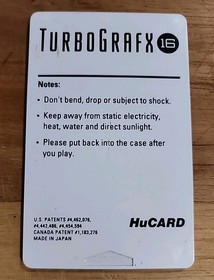 TURBOGRAFX 16
Notes:
• Don't bend, drop or subject to shock.
• Keep away from static electricity,
heat, water and direct sunlight.
• Please put back into the case after
you play.
U.S. PATENTS #4,462,076,
#4,442,486, #4,454,594
CANADA PATENT #1,183,276
MADE IN JAPAN
HuCARD